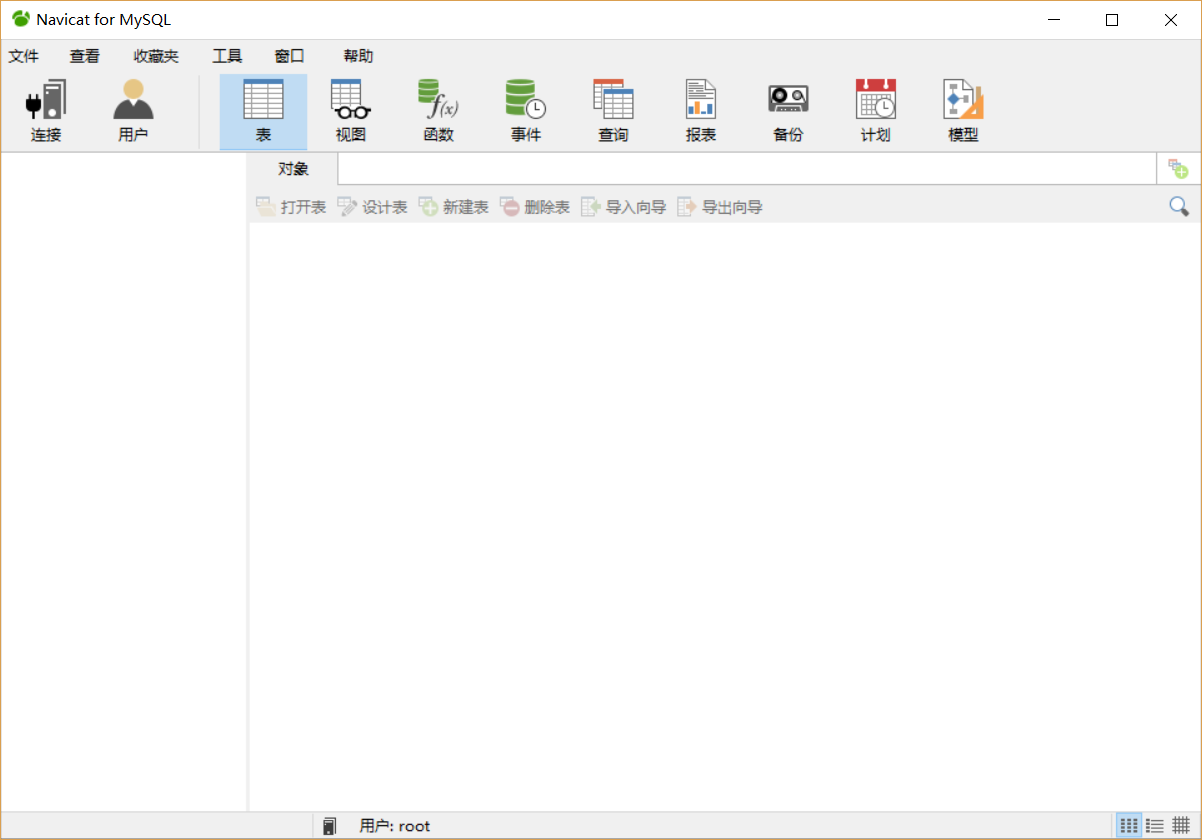 Navicat for MySQL
文件 查看 收藏夹 工具 窗口 帮助
连接 用户 表 视图 函数 事件 查询 报表 备份 计划 模型
对象
打开表 设计表 新建表 删除表 导入向导 导出向导
用户: root